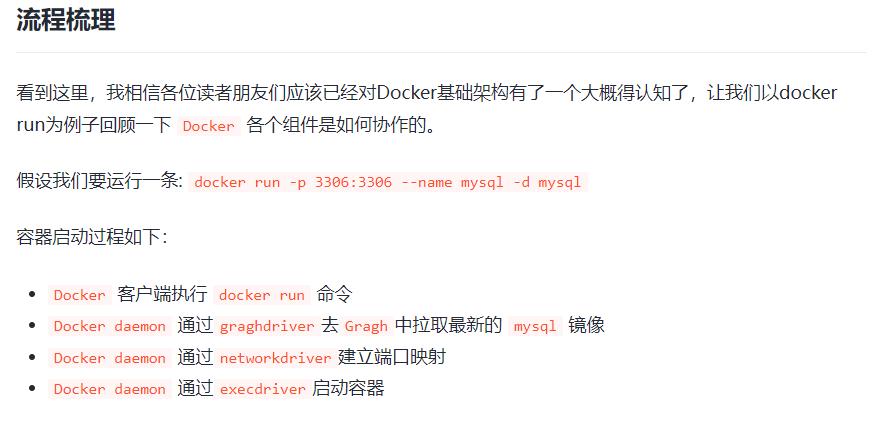 流程梳理
看到这里，我相信各位读者朋友们应该已经对Docker基础架构有了一个大概得认知了，让我们以docker
run为例子回顾一下 Docker 各个组件是如何协作的。
假设我们要运行一条: docker run -p 3306:3306 --name mysql -d mysql
容器启动过程如下：
• Docker 客户端执行 docker run 命令
• Docker daemon 通过 graghdriver 去 Gragh 中拉取最新的 mysql 镜像
• Docker daemon 通过 networkdriver 建立端口映射
• Docker daemon 通过 execdriver 启动容器